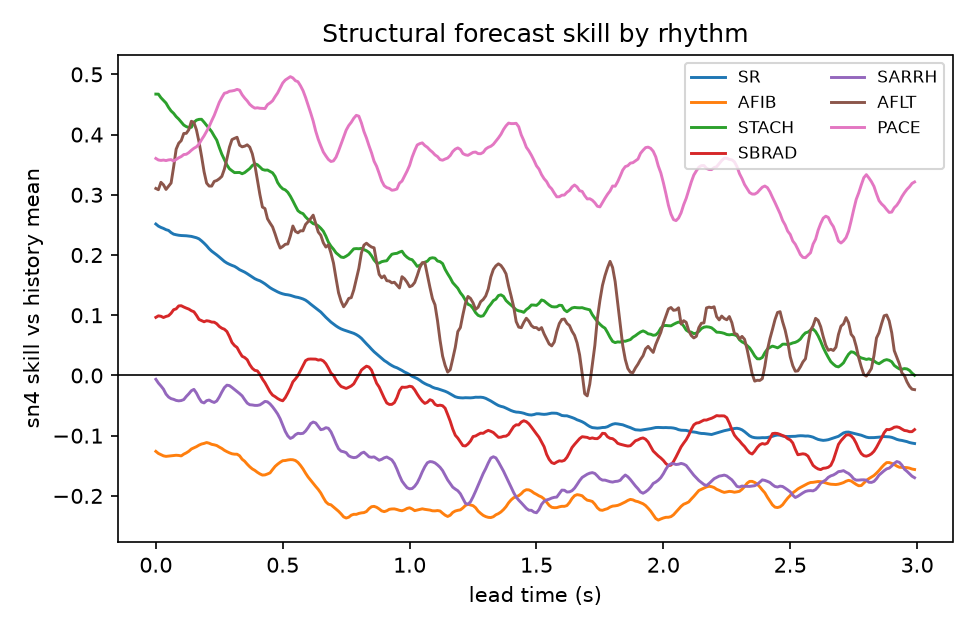 Structural forecast skill by rhythm
sn4 skill vs history mean
0.5
0.4
0.3
0.2
0.1
0.0
−0.1
−0.2
SR
AFIB
STACH
SBRAD
SARRH
AFLT
PACE
0.0 0.5 1.0 1.5 2.0 2.5 3.0
lead time (s)